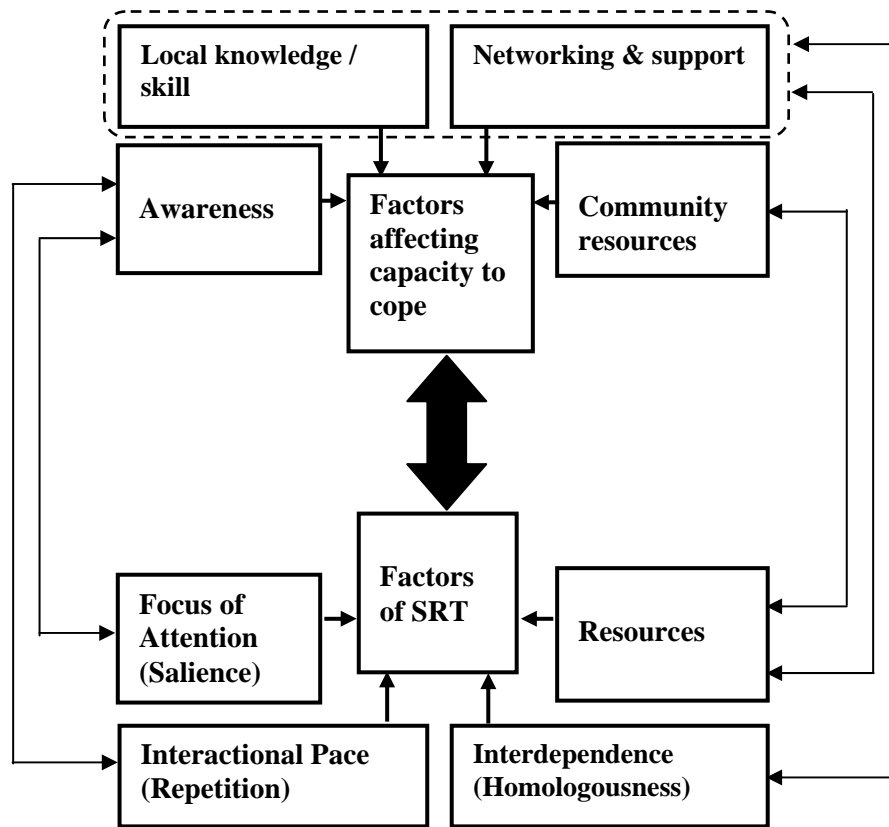 Local knowledge /
skill
Networking & support
Awareness
Factors
affecting
capacity to
cope
Community
resources
Focus of
Attention
(Salience)
Factors
of SRT
Resources
Interactional Pace
(Repetition)
Interdependence
(Homologousness)